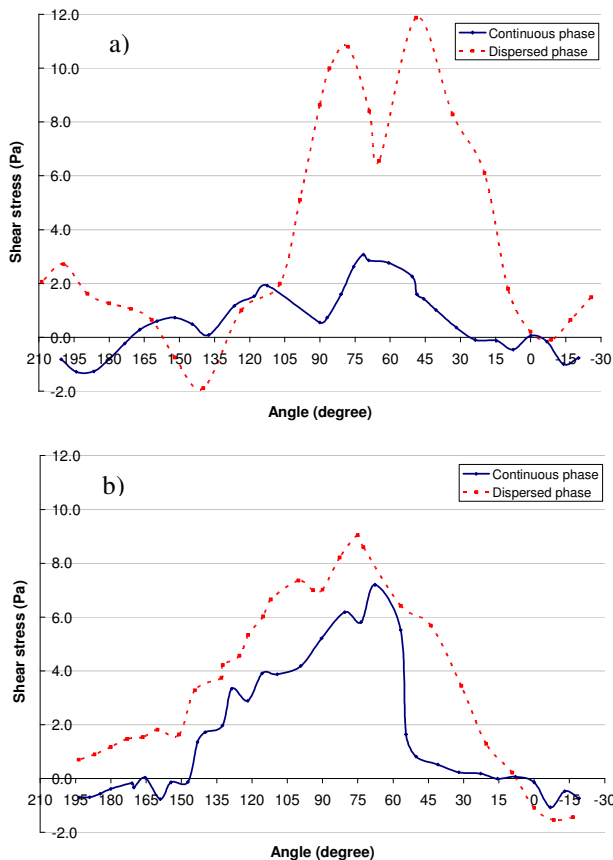 12.0
a)
Continuous phase
Dispersed phase
10.0
8.0
6.0
4.0
2.0
0.0
-2.0
210 195 180 165 150 135 120 105 90 75 60 45 30 15 0 -15 -30
Shear stress (Pa)
Angle (degree)
12.0
b)
Continuous phase
Dispersed phase
10.0
8.0
6.0
4.0
2.0
0.0
-2.0
210 195 180 165 150 135 120 105 90 75 60 45 30 15 0 -15 -30
Shear stress (Pa)
Angle (degree)